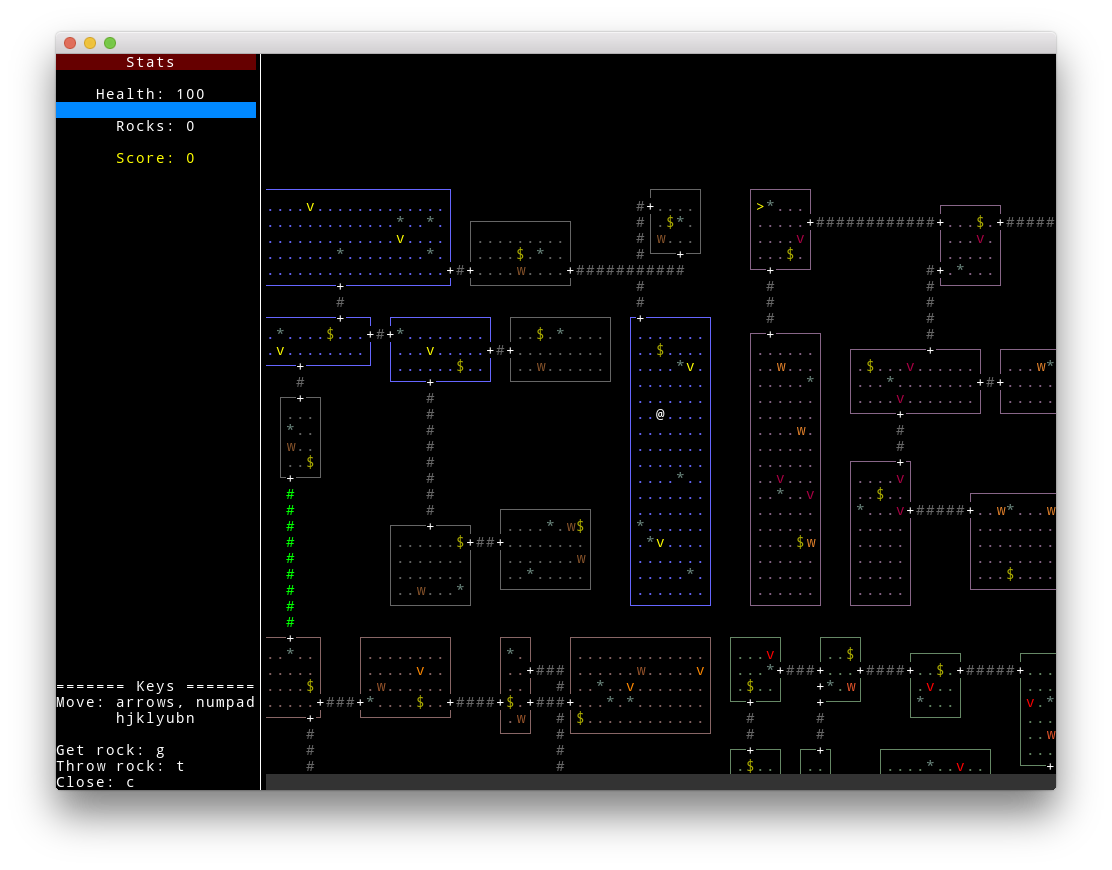 Stats
Health: 100
Rocks: 0
Score: 0
======= Keys =======
Move: arrows, numpad
hjklyubn
Get rock: g
Throw rock: t
Close: c